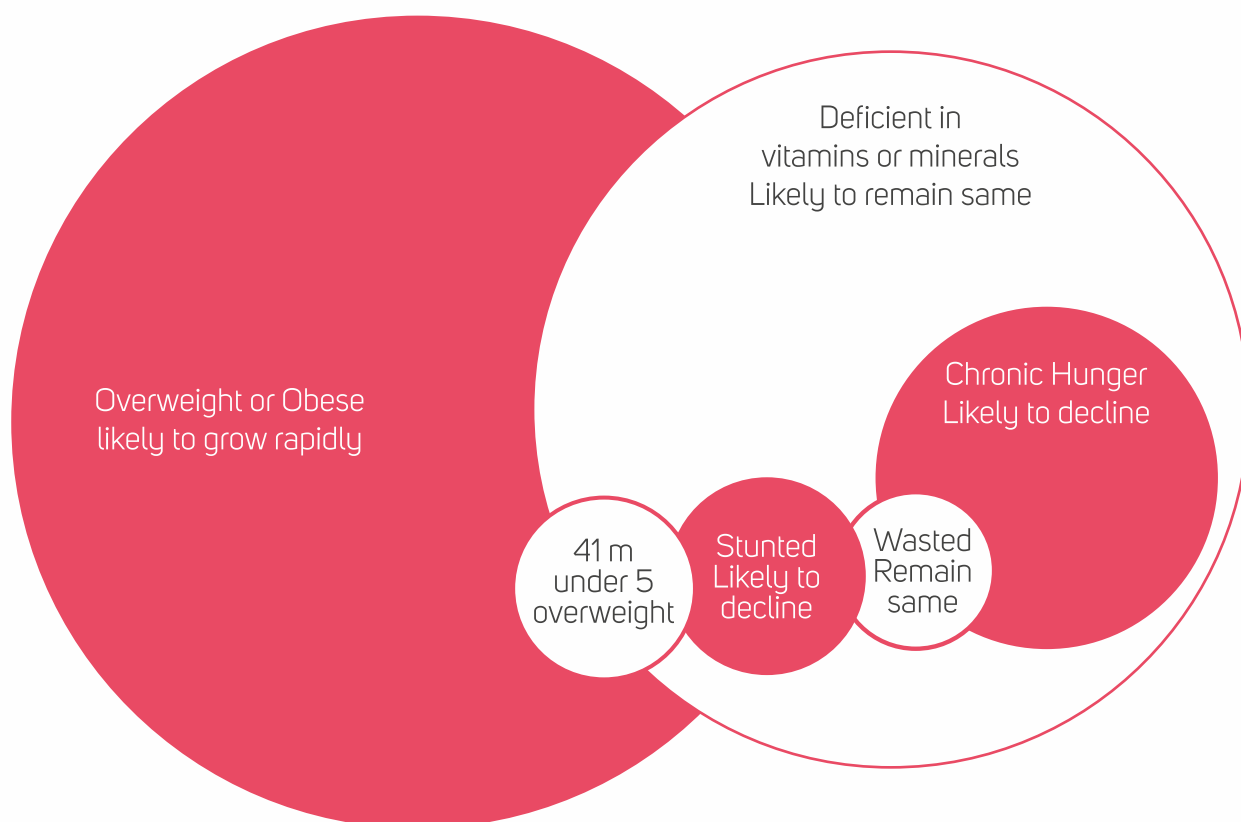 Deficient in
vitamins or minerals
Likely to remain same
Overweight or Obese
likely to grow rapidly
Chronic Hunger
Likely to decline
41 m
under 5
overweight
Stunted
Likely to
decline
Wasted
Remain
same